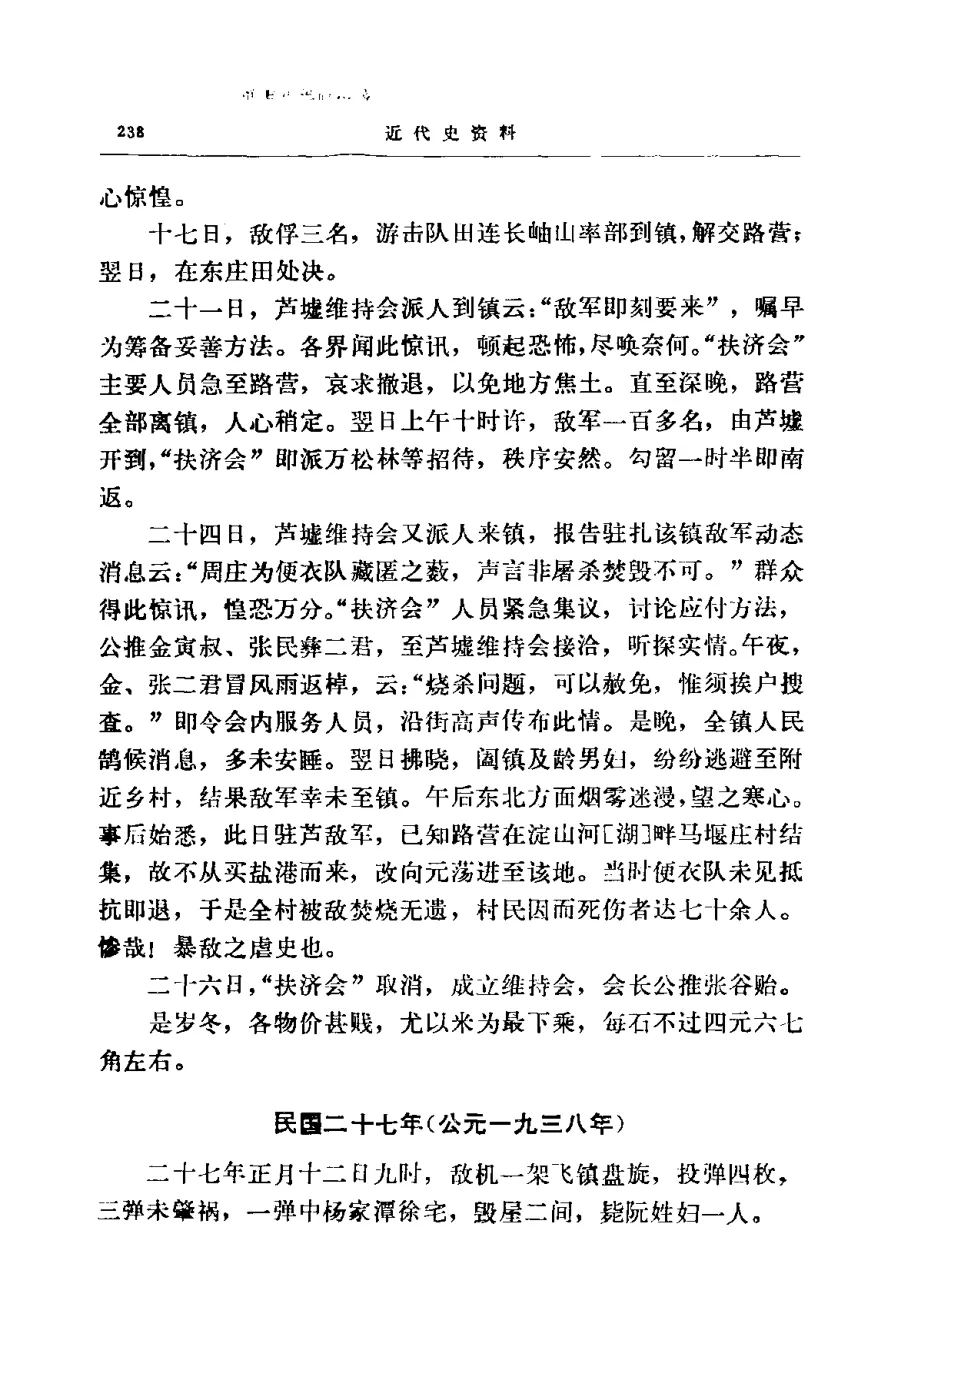 238
近代史资料
心惊惶。
十七日，敌俘三名，游击队田连长岫山率部到镇，解交路营；
翌日，在东庄田处决。
二十一日，芦墟维持会派人到镇云：“敌军即刻要来”，嘱早
为筹备妥善方法。各界闻此惊讯，顿起恐怖，尽唤奈何。“扶济会”
主要人员急至路营，哀求撤退，以免地方焦土。直至深晚，路营
全部离镇，人心稍定。翌日上午十时许，敌军一百多名，由芦墟
开到，“扶济会”即派万松林等招待，秩序安然。勾留一时半即南
返。
二十四日，芦墟维持会又派人来镇，报告驻扎该镇敌军动态
消息云：“周庄为便衣队藏匿之薮，声言非屠杀焚毁不可。”群众
得此惊讯，惶恐万分。“扶济会”人员紧急集议，讨论应付方法，
公推金寅叔、张民彝二君，至芦墟维持会接洽，听探实情。午夜，
金、张二君冒风雨返棹，云：“烧杀问题，可以赦免，惟须挨户搜
查。”即令会内服务人员，沿街高声传布此情。是晚，全镇人民
鹄候消息，多未安睡。翌日拂晓，阖镇及龄男妇，纷纷逃避至附
近乡村，结果敌军幸未至镇。午后东北方面烟雾迷漫，望之寒心。
事后始悉，此日驻芦敌军，已知路营在淀山河[湖]畔马堰庄村结
集，故不从买盐港而来，改向元荡进至该地。当时便衣队未见抵
抗即退，于是全村被敌焚烧无遗，村民因而死伤者达七十余人。
惨哉！暴敌之虐史也。
二十六日，“扶济会”取消，成立维持会，会长公推张谷贻。
是岁冬，各物价甚贱，尤以米为最下乘，每石不过四元六七
角左右。
民国二十七年（公元一九三八年）
二十七年正月十二日九时，敌机一架飞镇盘旋，投弹四枚，
三弹未肇祸，一弹中杨家潭徐宅，毁屋二间，毙阮姓妇一人。